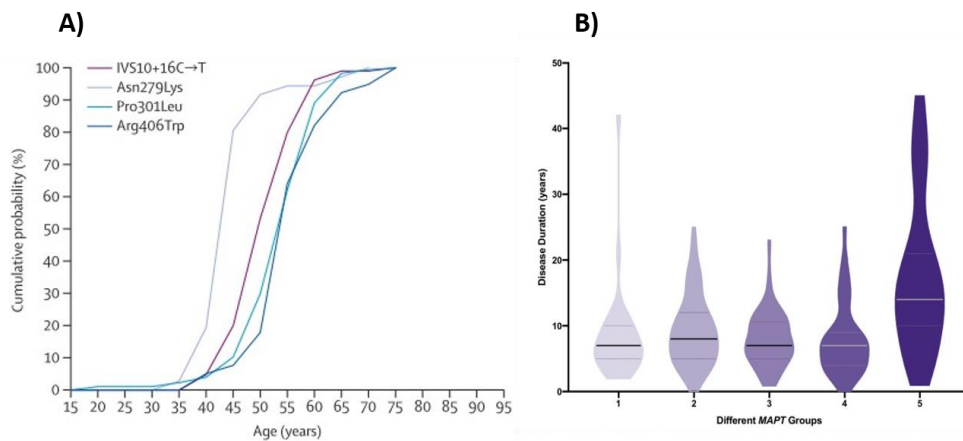 A)
IVS10+16C→T
Asn279Lys
Pro301Leu
Arg406Trp
100
90
80
70
60
50
40
30
20
10
0
Cumulative probability (%)
15 20 25 30 35 40 45 50 55 60 65 70 75 80 85 90 95
Age (years)
B)
50
40
30
20
10
0
Disease Duration (years)
1 2 3 4 5
Different MAPT Groups